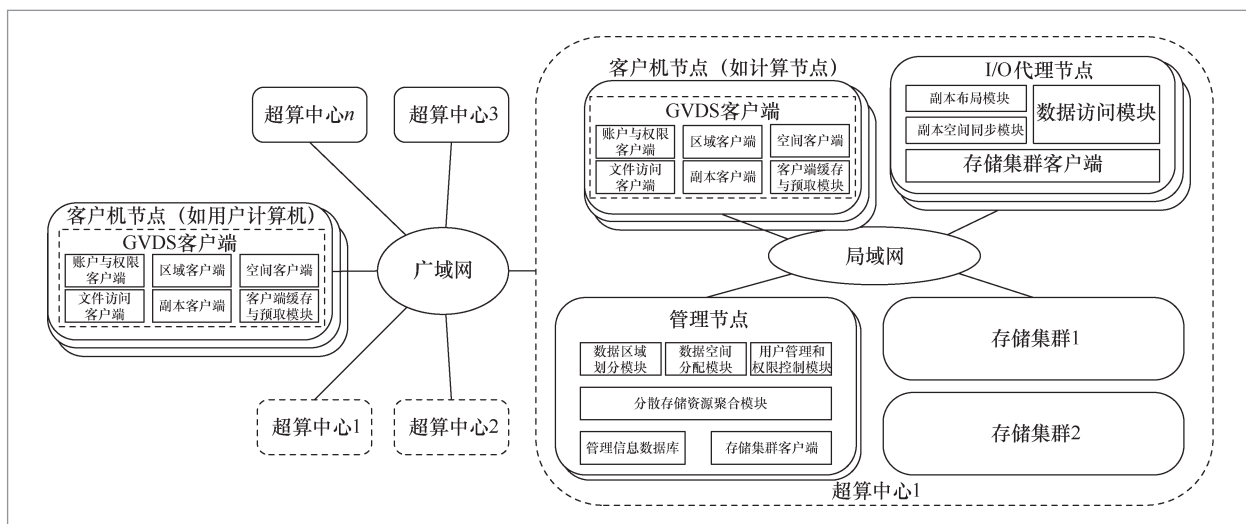 超算中心n
超算中心3
客户机节点（如用户计算机）
GVDS客户端
账户与权限
客户端
区域客户端
空间客户端
文件访问
客户端
副本客户端
客户端缓存
与预取模块
广域网
超算中心1
超算中心2
客户机节点（如计算节点）
GVDS客户端
账户与权限
客户端
区域客户端
空间客户端
文件访问
客户端
副本客户端
客户端缓存
与预取模块
I/O代理节点
副本布局模块
副本空间同步模块
数据访问模块
存储集群客户端
局域网
管理节点
数据区域
划分模块
数据空间
分配模块
用户管理和
权限控制模块
分散存储资源聚合模块
管理信息数据库
存储集群客户端
存储集群1
存储集群2
超算中心1